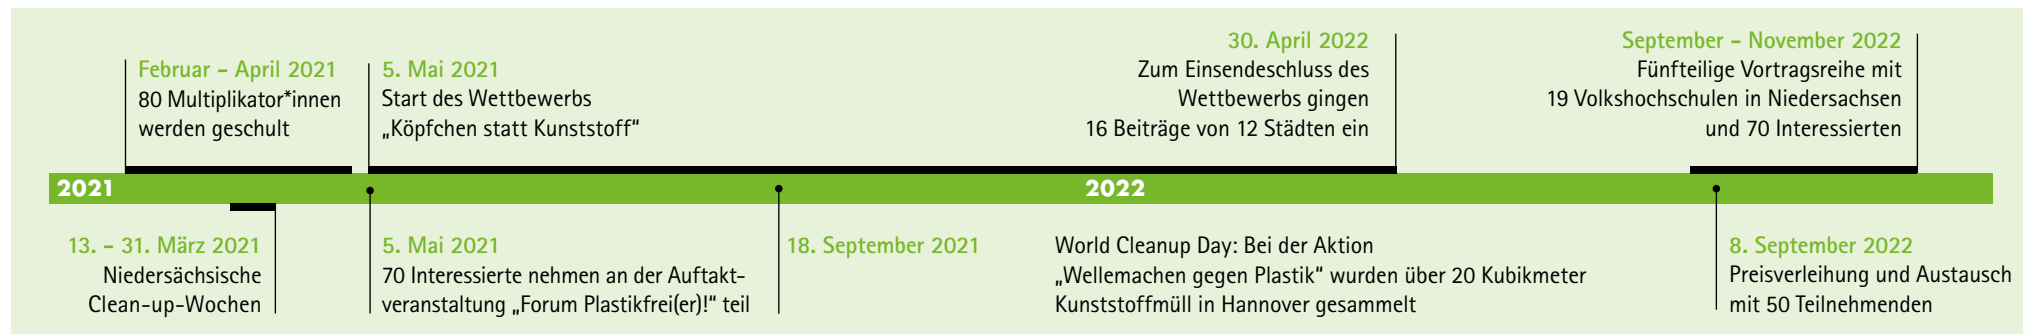 Februar – April 2021
80 Multiplikator*innen
werden geschult
5. Mai 2021
Start des Wettbewerbs
„Köpfchen statt Kunststoff“
30. April 2022
Zum Einsendeschluss des
Wettbewerbs gingen
16 Beiträge von 12 Städten ein
September – November 2022
Fünfteilige Vortragsreihe mit
19 Volkshochschulen in Niedersachsen
und 70 Interessierten
2021
2022
13. – 31. März 2021
Niedersächsische
Clean-up-Wochen
5. Mai 2021
70 Interessierte nehmen an der Auftakt-
veranstaltung „Forum Plastikfrei(er)!“ teil
18. September 2021
World Cleanup Day: Bei der Aktion
„Wellemachen gegen Plastik“ wurden über 20 Kubikmeter
Kunststoffmüll in Hannover gesammelt
8. September 2022
Preisverleihung und Austausch
mit 50 Teilnehmenden